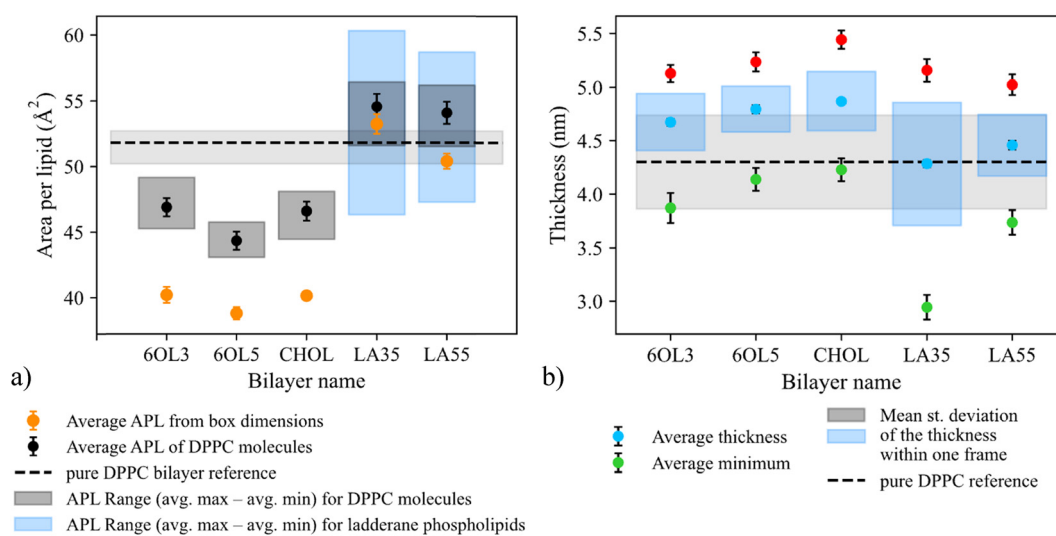 60
55
50
45
40
Area per lipid (Å²)
6OL3 6OL5 CHOL LA35 LA55
Bilayer name
a)
5.5
5.0
4.5
4.0
3.5
3.0
Thickness (nm)
6OL3 6OL5 CHOL LA35 LA55
Bilayer name
b)
Average APL from box dimensions
Average APL of DPPC molecules
pure DPPC bilayer reference
APL Range (avg. max – avg. min) for DPPC molecules
APL Range (avg. max – avg. min) for ladderane phospholipids
Average thickness
Average minimum
Mean st. deviation
of the thickness
within one frame
pure DPPC reference